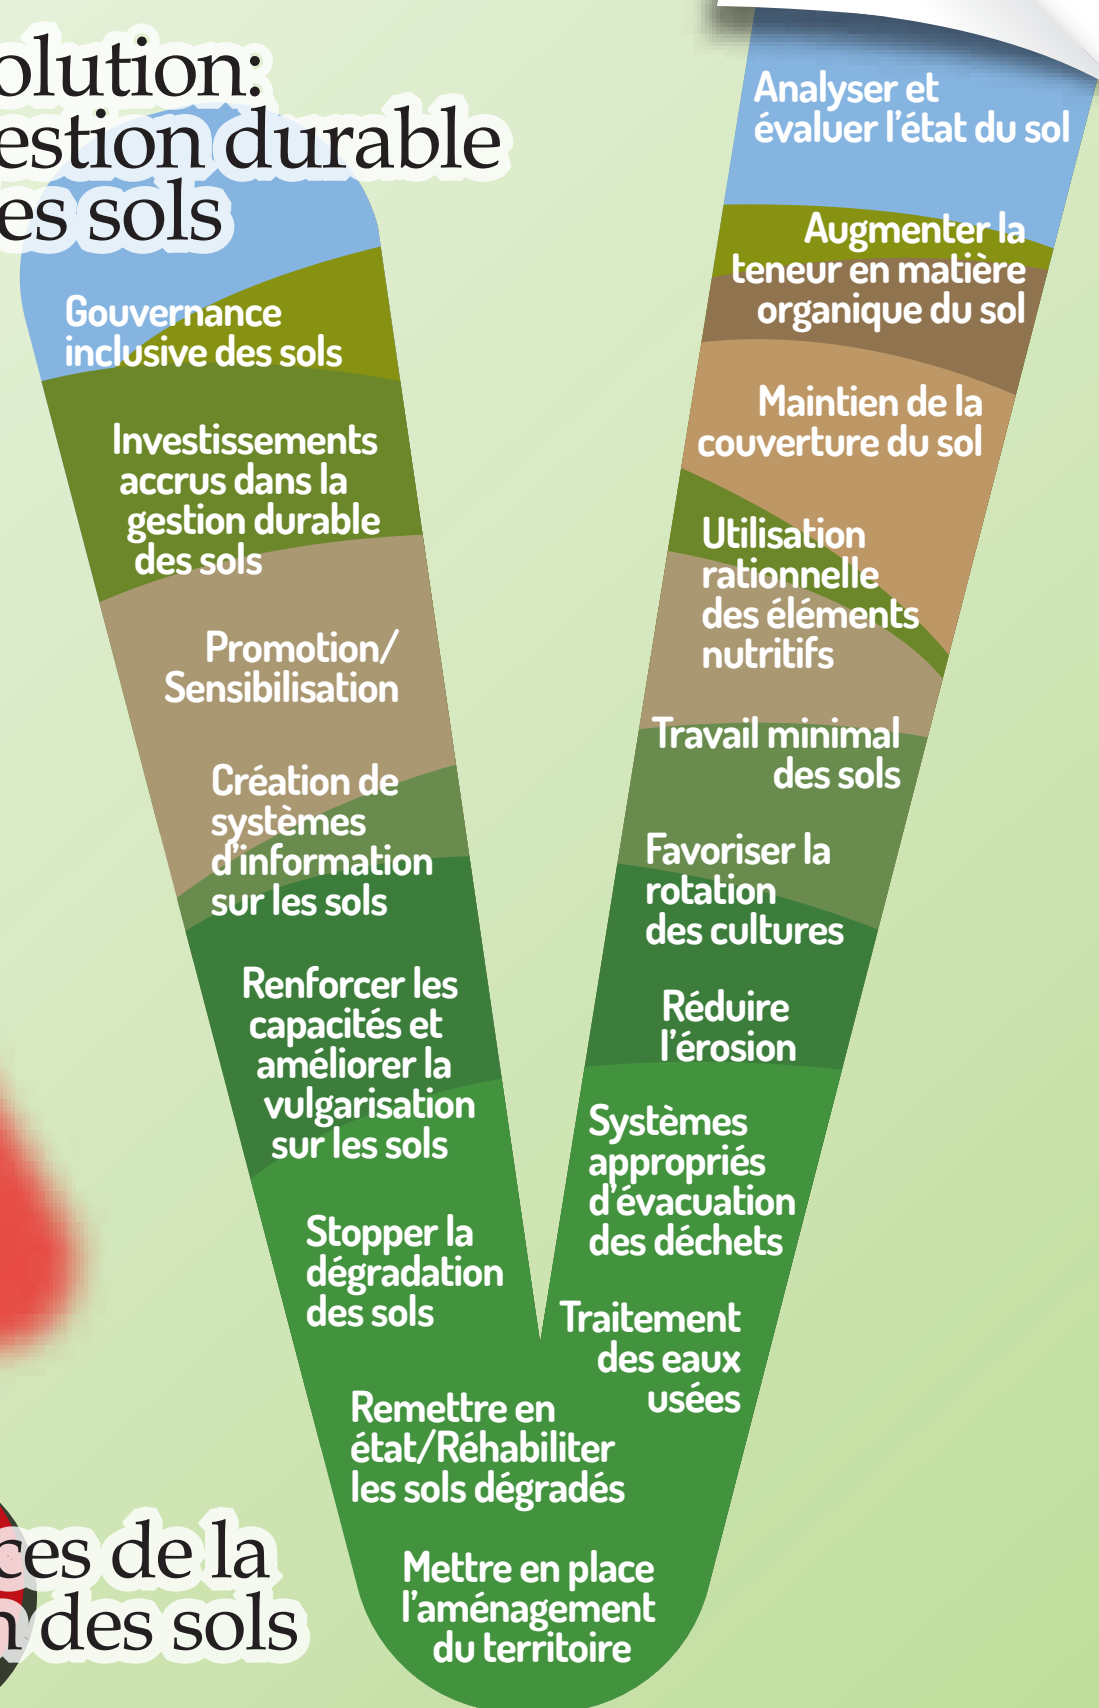 olution:
estion durable
es sols
Gouvernance
inclusive des sols
Investissements
accrus dans la
gestion durable
des sols
Promotion/
Sensibilisation
Création de
systèmes
d'information
sur les sols
Renforcer les
capacités et
améliorer la
vulgarisation
sur les sols
Stopper la
dégradation
des sols
Remettre en
état/Réhabiliter
les sols dégradés
Mettre en place
l'aménagement
du territoire
Analyser et
évaluer l'état du sol
Augmenter la
teneur en matière
organique du sol
Maintien de la
couverture du sol
Utilisation
rationnelle
des éléments
nutritifs
Travail minimal
des sols
Favoriser la
rotation
des cultures
Réduire
l'érosion
Systèmes
appropriés
d'évacuation
des déchets
Traitement
des eaux
usées
ces de la
n des sols